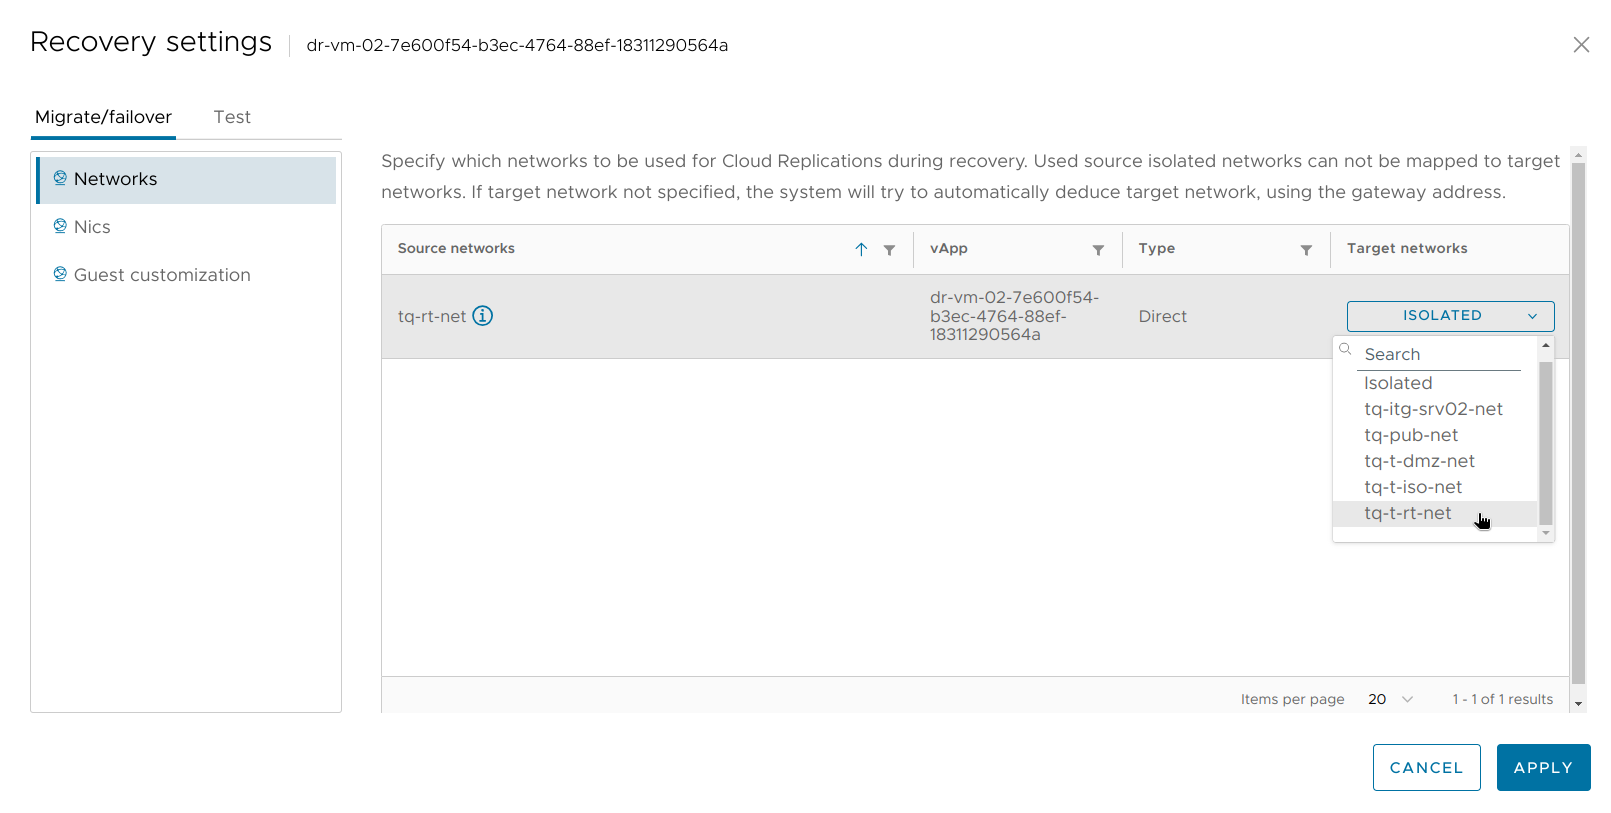 Recovery settings
dr-vm-02-7e600f54-b3ec-4764-88ef-18311290564a
Migrate/failover
Test
Networks
Nics
Guest customization
Specify which networks to be used for Cloud Replications during recovery. Used source isolated networks can not be mapped to target
networks. If target network not specified, the system will try to automatically deduce target network, using the gateway address.
Source networks
vApp
Type
Target networks
tq-rt-net
dr-vm-02-7e600f54-
b3ec-4764-88ef-
18311290564a
Direct
ISOLATED
Search
Isolated
tq-itg-srv02-net
tq-pub-net
tq-t-dmz-net
tq-t-iso-net
tq-t-rt-net
Items per page
20
1 - 1 of 1 results
CANCEL
APPLY